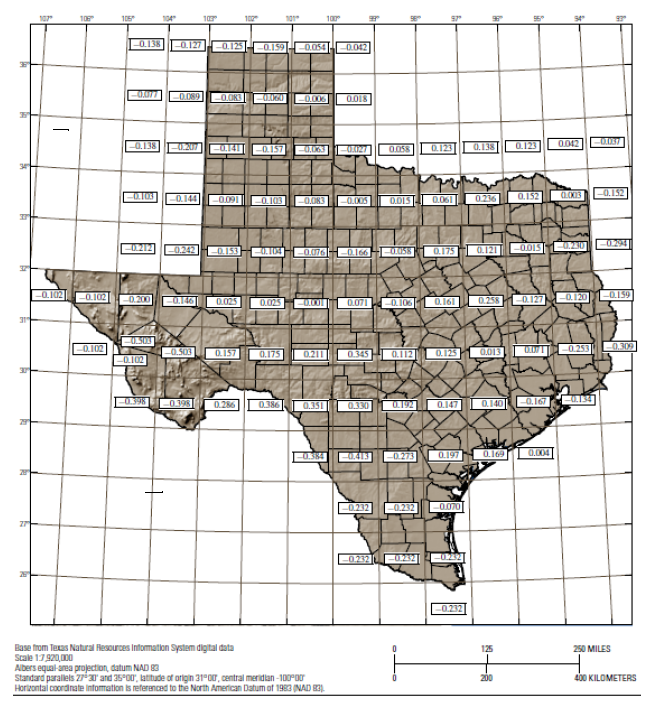 107° 106° 105° 104° 103° 102° 101° 100° 99° 98° 97° 96° 95° 94° 93°
−0.138 −0.127 −0.125 −0.159 −0.054 −0.042
36°
−0.077 −0.089 −0.083 −0.060 −0.006 0.018
35°
−0.138 −0.207 −0.141 −0.157 −0.063 −0.027 0.058 0.123 0.138 0.123 0.042 −0.037
34°
−0.103 −0.144 −0.091 −0.103 −0.083 −0.005 0.015 0.061 0.236 0.152 0.003 −0.152
33°
−0.212 −0.242 −0.153 −0.104 −0.076 −0.166 −0.058 0.175 0.121 −0.015 −0.230 −0.294
32°
−0.102 −0.102 −0.200 −0.146 0.025 0.025 −0.001 0.071 −0.106 0.161 0.258 −0.127 −0.120 −0.159
31°
−0.503
−0.102 −0.503 0.157 0.175 0.211 0.345 0.112 0.125 0.013 0.071 −0.253 −0.309
−0.102
30°
−0.398 −0.398 0.286 0.386 0.351 0.330 0.192 0.147 0.140 −0.167 −0.134
29°
−0.384 −0.413 −0.273 0.197 0.169 0.004
28°
−0.232 −0.232 −0.070
27°
−0.232 −0.232 −0.232
26°
−0.232
Base from Texas Natural Resources Information System digital data
Scale 1:7,920,000
Albers equal-area projection, datum NAD 83
Standard parallels 27°30' and 35°00', latitude of origin 31°00', central meridian -100°00'
Horizontal coordinate information is referenced to the North American Datum of 1983 (NAD 83).
0 125 250 MILES
0 200 400 KILOMETERS